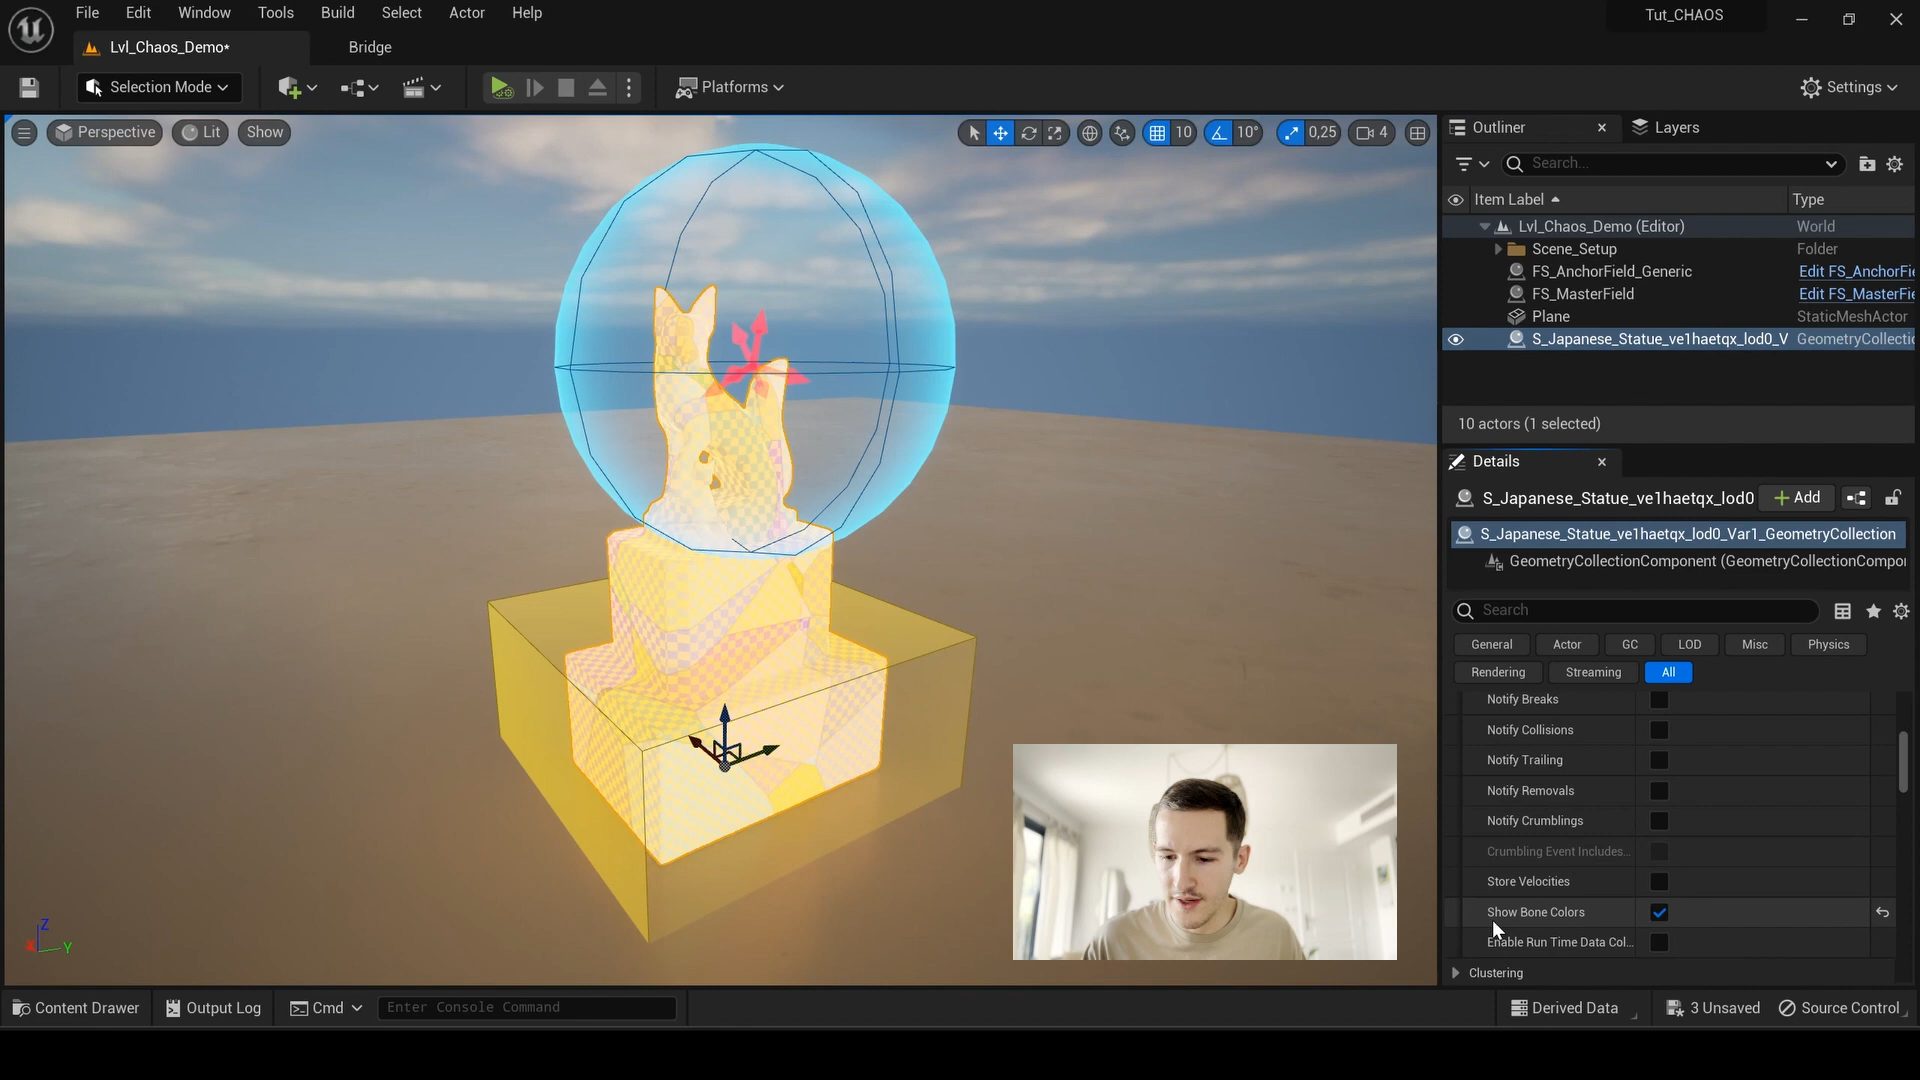 File Edit Window Tools Build Select Actor Help
Tut_CHAOS
Lvl_Chaos_Demo*
Bridge
Selection Mode
Platforms
Settings
Perspective
Lit
Show
10
10°
0,25
4
Outliner
Layers
Search...
Item Label
Type
Lvl_Chaos_Demo (Editor)
World
Scene_Setup
Folder
FS_AnchorField_Generic
Edit FS_AnchorFi
FS_MasterField
Edit FS_MasterFi
Plane
StaticMeshActor
S_Japanese_Statue_ve1haetqx_lod0_V
GeometryCollecti
10 actors (1 selected)
Details
S_Japanese_Statue_ve1haetqx_lod0
Add
S_Japanese_Statue_ve1haetqx_lod0_Var1_GeometryCollection
GeometryCollectionComponent (GeometryCollectionCompo
Search
General Actor GC LOD Misc Physics
Rendering Streaming All
Notify Breaks
Notify Collisions
Notify Trailing
Notify Removals
Notify Crumblings
Crumbling Event Includes...
Store Velocities
Show Bone Colors
Enable Run Time Data Col...
Clustering
Z
X
Y
Content Drawer
Output Log
Cmd
Enter Console Command
Derived Data
3 Unsaved
Source Control